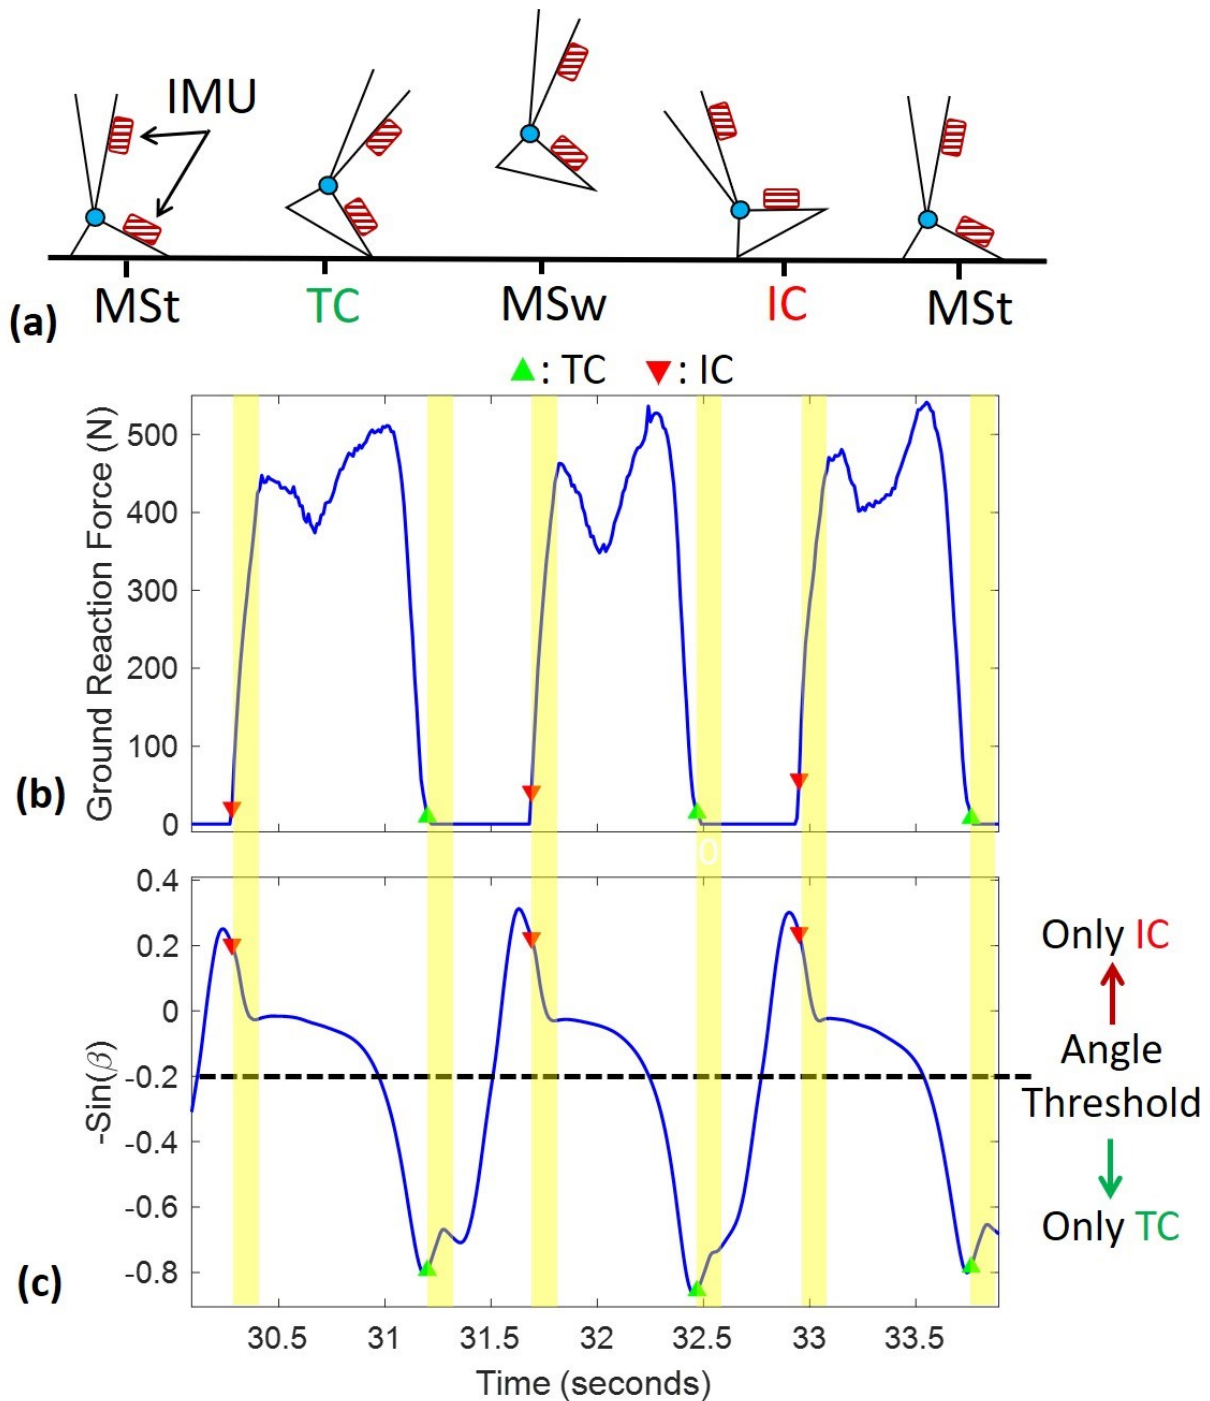 IMU
MSt TC MSw IC MSt
(a)
▲: TC ▼: IC
Ground Reaction Force (N)
500
400
300
200
100
0
(b)
0
0.4
0.2
0
-0.2
-0.4
-0.6
-0.8
-Sin(β)
(c)
Only IC
Angle
Threshold
Only TC
30.5 31 31.5 32 32.5 33 33.5
Time (seconds)